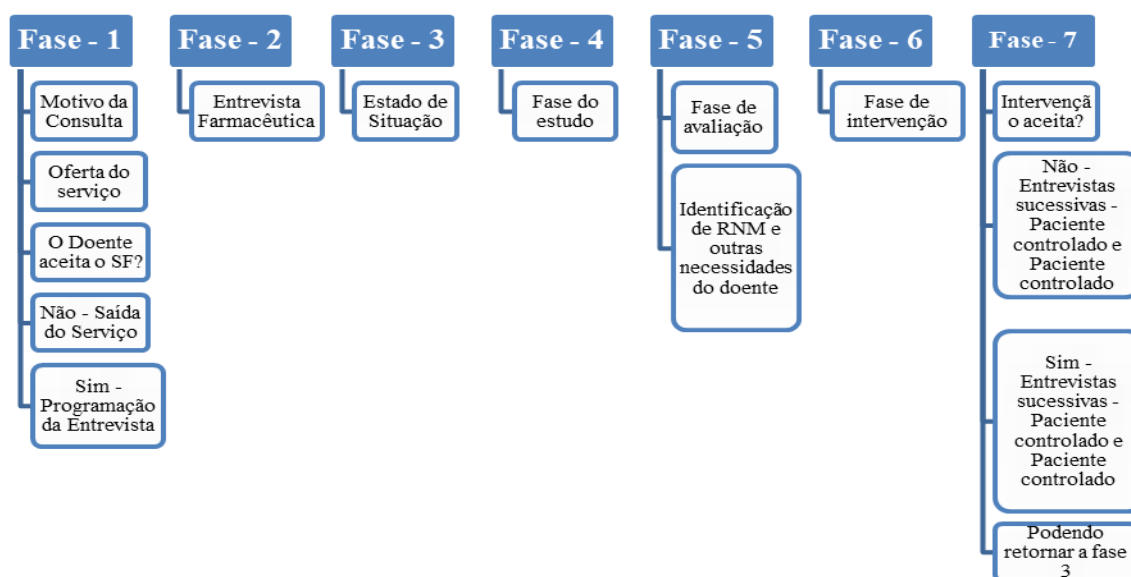 Fase - 1
Motivo da
Consulta
Oferta do
serviço
O Doente
aceita o SF?
Não - Saída
do Serviço
Sim -
Programação
da Entrevista
Fase - 2
Entrevista
Farmacêutica
Fase - 3
Estado de
Situação
Fase - 4
Fase do
estudo
Fase - 5
Fase de
avaliação
Identificação
de RNM e
outras
necessidades
do doente
Fase - 6
Fase de
intervenção
Fase - 7
Intervençã
o aceita?
Não -
Entrevistas
sucessivas -
Paciente
controlado e
Paciente
controlado
Sim -
Entrevistas
sucessivas -
Paciente
controlado e
Paciente
controlado
Podendo
retornar a fase
3